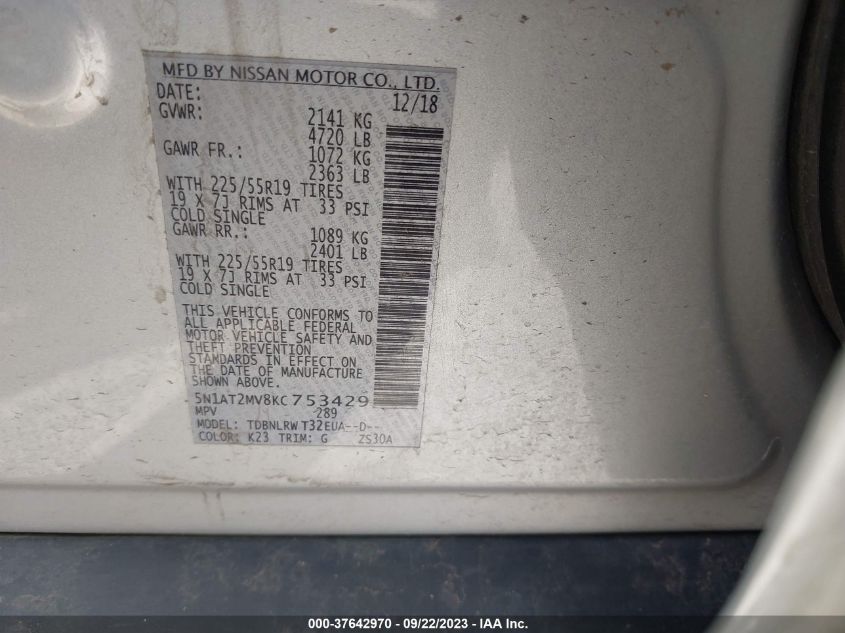 MFD BY NISSAN MOTOR CO., LTD.
DATE: 12/18
GVWR: 2141 KG
4720 LB
GAWR FR.: 1072 KG
2363 LB
WITH 225/55R19 TIRES
19 X 7J RIMS AT 33 PSI
COLD SINGLE
GAWR RR.: 1089 KG
2401 LB
WITH 225/55R19 TIRES
19 X 7J RIMS AT 33 PSI
COLD SINGLE
THIS VEHICLE CONFORMS TO
ALL APPLICABLE FEDERAL
MOTOR VEHICLE SAFETY AND
THEFT PREVENTION
STANDARDS IN EFFECT ON
THE DATE OF MANUFACTURE
SHOWN ABOVE.
5N1AT2MV8KC753429
MPV 289
MODEL: TDBNLRW T32EUA--D--
COLOR: K23 TRIM: G ZS30A
000-37642970 - 09/22/2023 - IAA Inc.